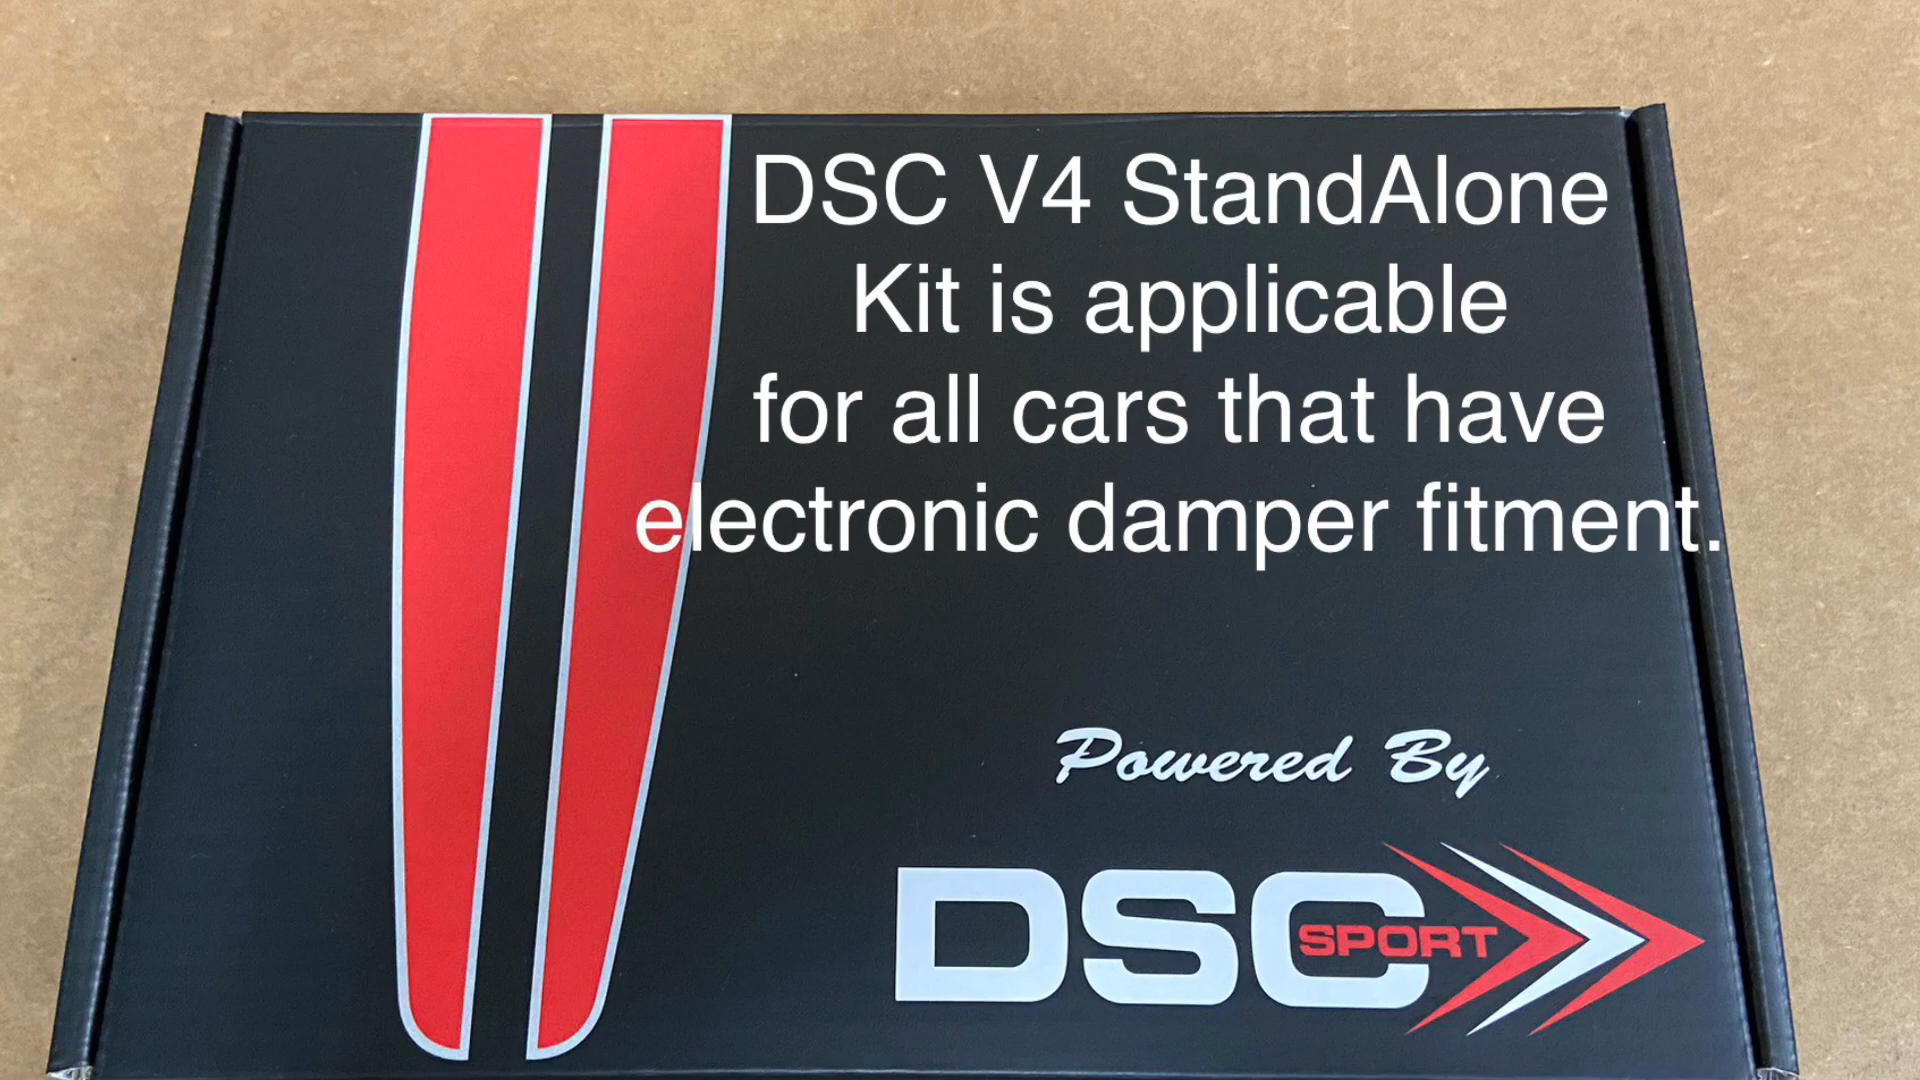 DSC V4 StandAlone
Kit is applicable
for all cars that have
electronic damper fitment.
Powered By
DSC
SPORT